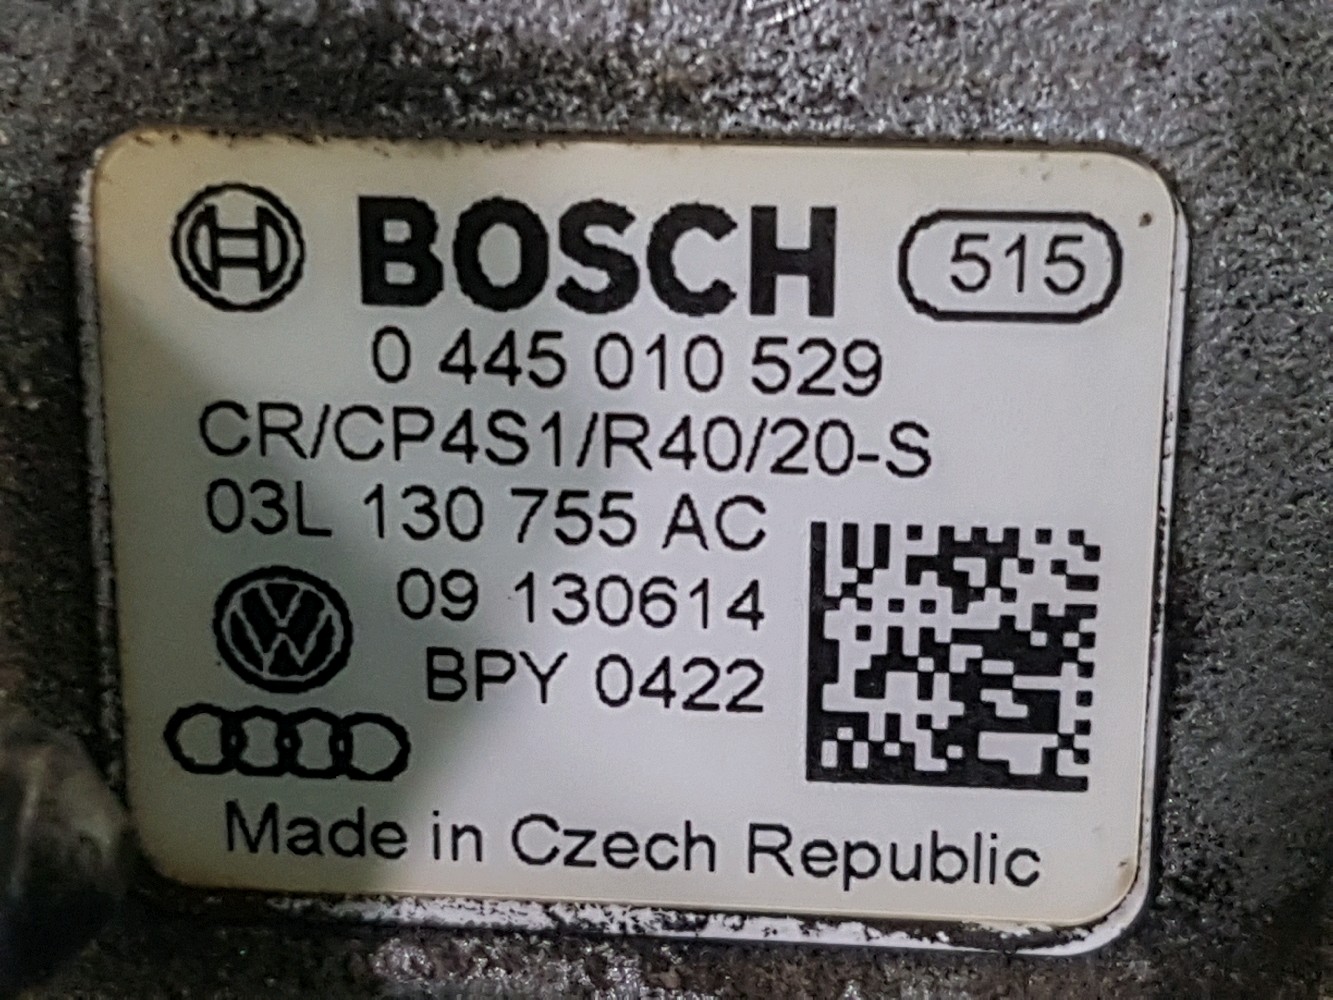 BOSCH 515
0 445 010 529
CR/CP4S1/R40/20-S
03L 130 755 AC
09 130614
BPY 0422
Made in Czech Republic